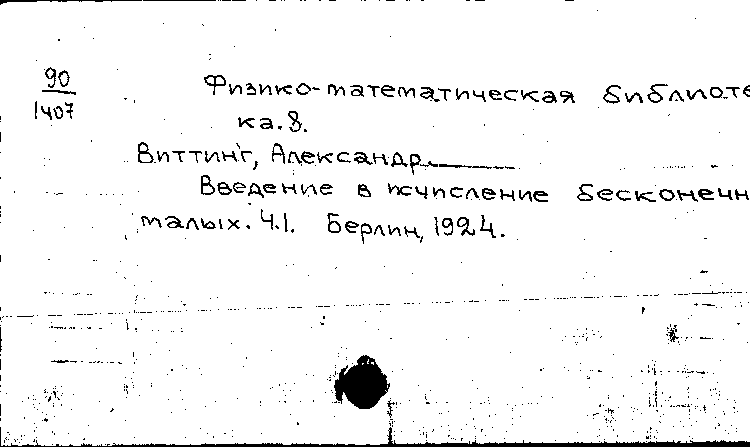 90
1407
Физико-математическая библиоте
ка. 8.
Виттинг, Александр.
Введение в исчисление бесконечн
малых. Ч.1. Берлин, 1924.